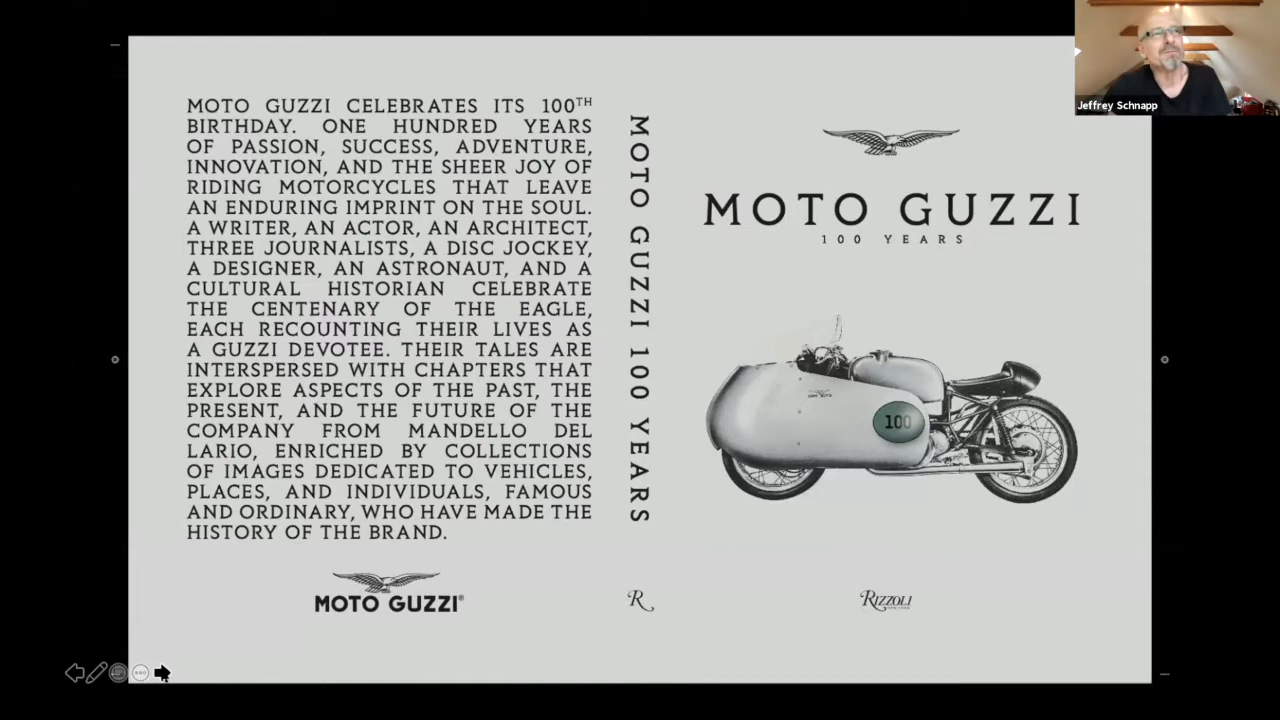 MOTO GUZZI CELEBRATES ITS 100TH
BIRTHDAY. ONE HUNDRED YEARS
OF PASSION, SUCCESS, ADVENTURE,
INNOVATION, AND THE SHEER JOY OF
RIDING MOTORCYCLES THAT LEAVE
AN ENDURING IMPRINT ON THE SOUL.
A WRITER, AN ACTOR, AN ARCHITECT,
THREE JOURNALISTS, A DISC JOCKEY,
A DESIGNER, AN ASTRONAUT, AND A
CULTURAL HISTORIAN CELEBRATE
THE CENTENARY OF THE EAGLE,
EACH RECOUNTING THEIR LIVES AS
A GUZZI DEVOTEE. THEIR TALES ARE
INTERSPERSED WITH CHAPTERS THAT
EXPLORE ASPECTS OF THE PAST, THE
PRESENT, AND THE FUTURE OF THE
COMPANY FROM MANDELLO DEL
LARIO, ENRICHED BY COLLECTIONS
OF IMAGES DEDICATED TO VEHICLES,
PLACES, AND INDIVIDUALS, FAMOUS
AND ORDINARY, WHO HAVE MADE THE
HISTORY OF THE BRAND.
MOTO GUZZI®
MOTO GUZZI 100 YEARS
R
MOTO GUZZI
100 YEARS
100
RIZZOLI
Jeffrey Schnapp